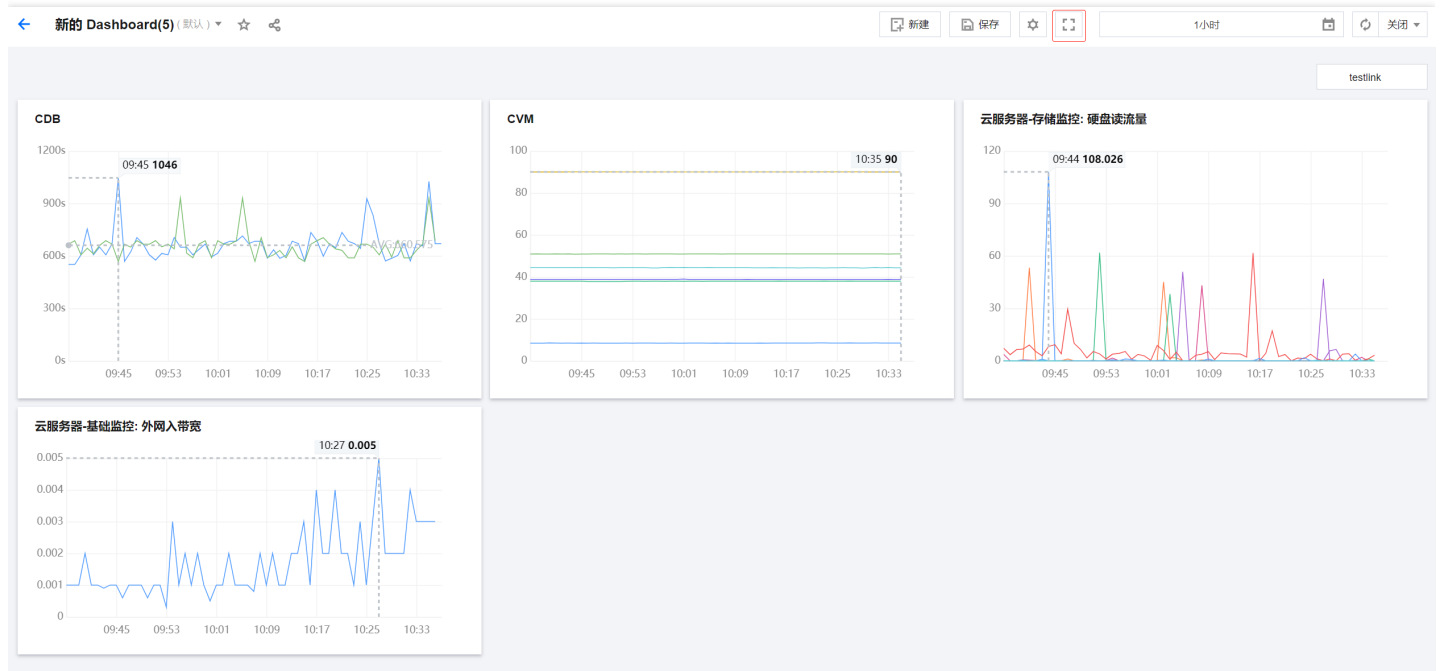 新的 Dashboard(5) (默认)
新建
保存
1小时
关闭
testlink
CDB
09:45 1046
1200s
900s
600s
300s
0s
09:45 09:53 10:01 10:09 10:17 10:25 10:33
CVM
10:35 90
100
80
60
40
20
0
09:45 09:53 10:01 10:09 10:17 10:25 10:33
云服务器-存储监控: 硬盘读流量
09:44 108.026
120
90
60
30
0
09:45 09:53 10:01 10:09 10:17 10:25 10:33
云服务器-基础监控: 外网入带宽
10:27 0.005
0.005
0.004
0.003
0.002
0.001
0
09:45 09:53 10:01 10:09 10:17 10:25 10:33